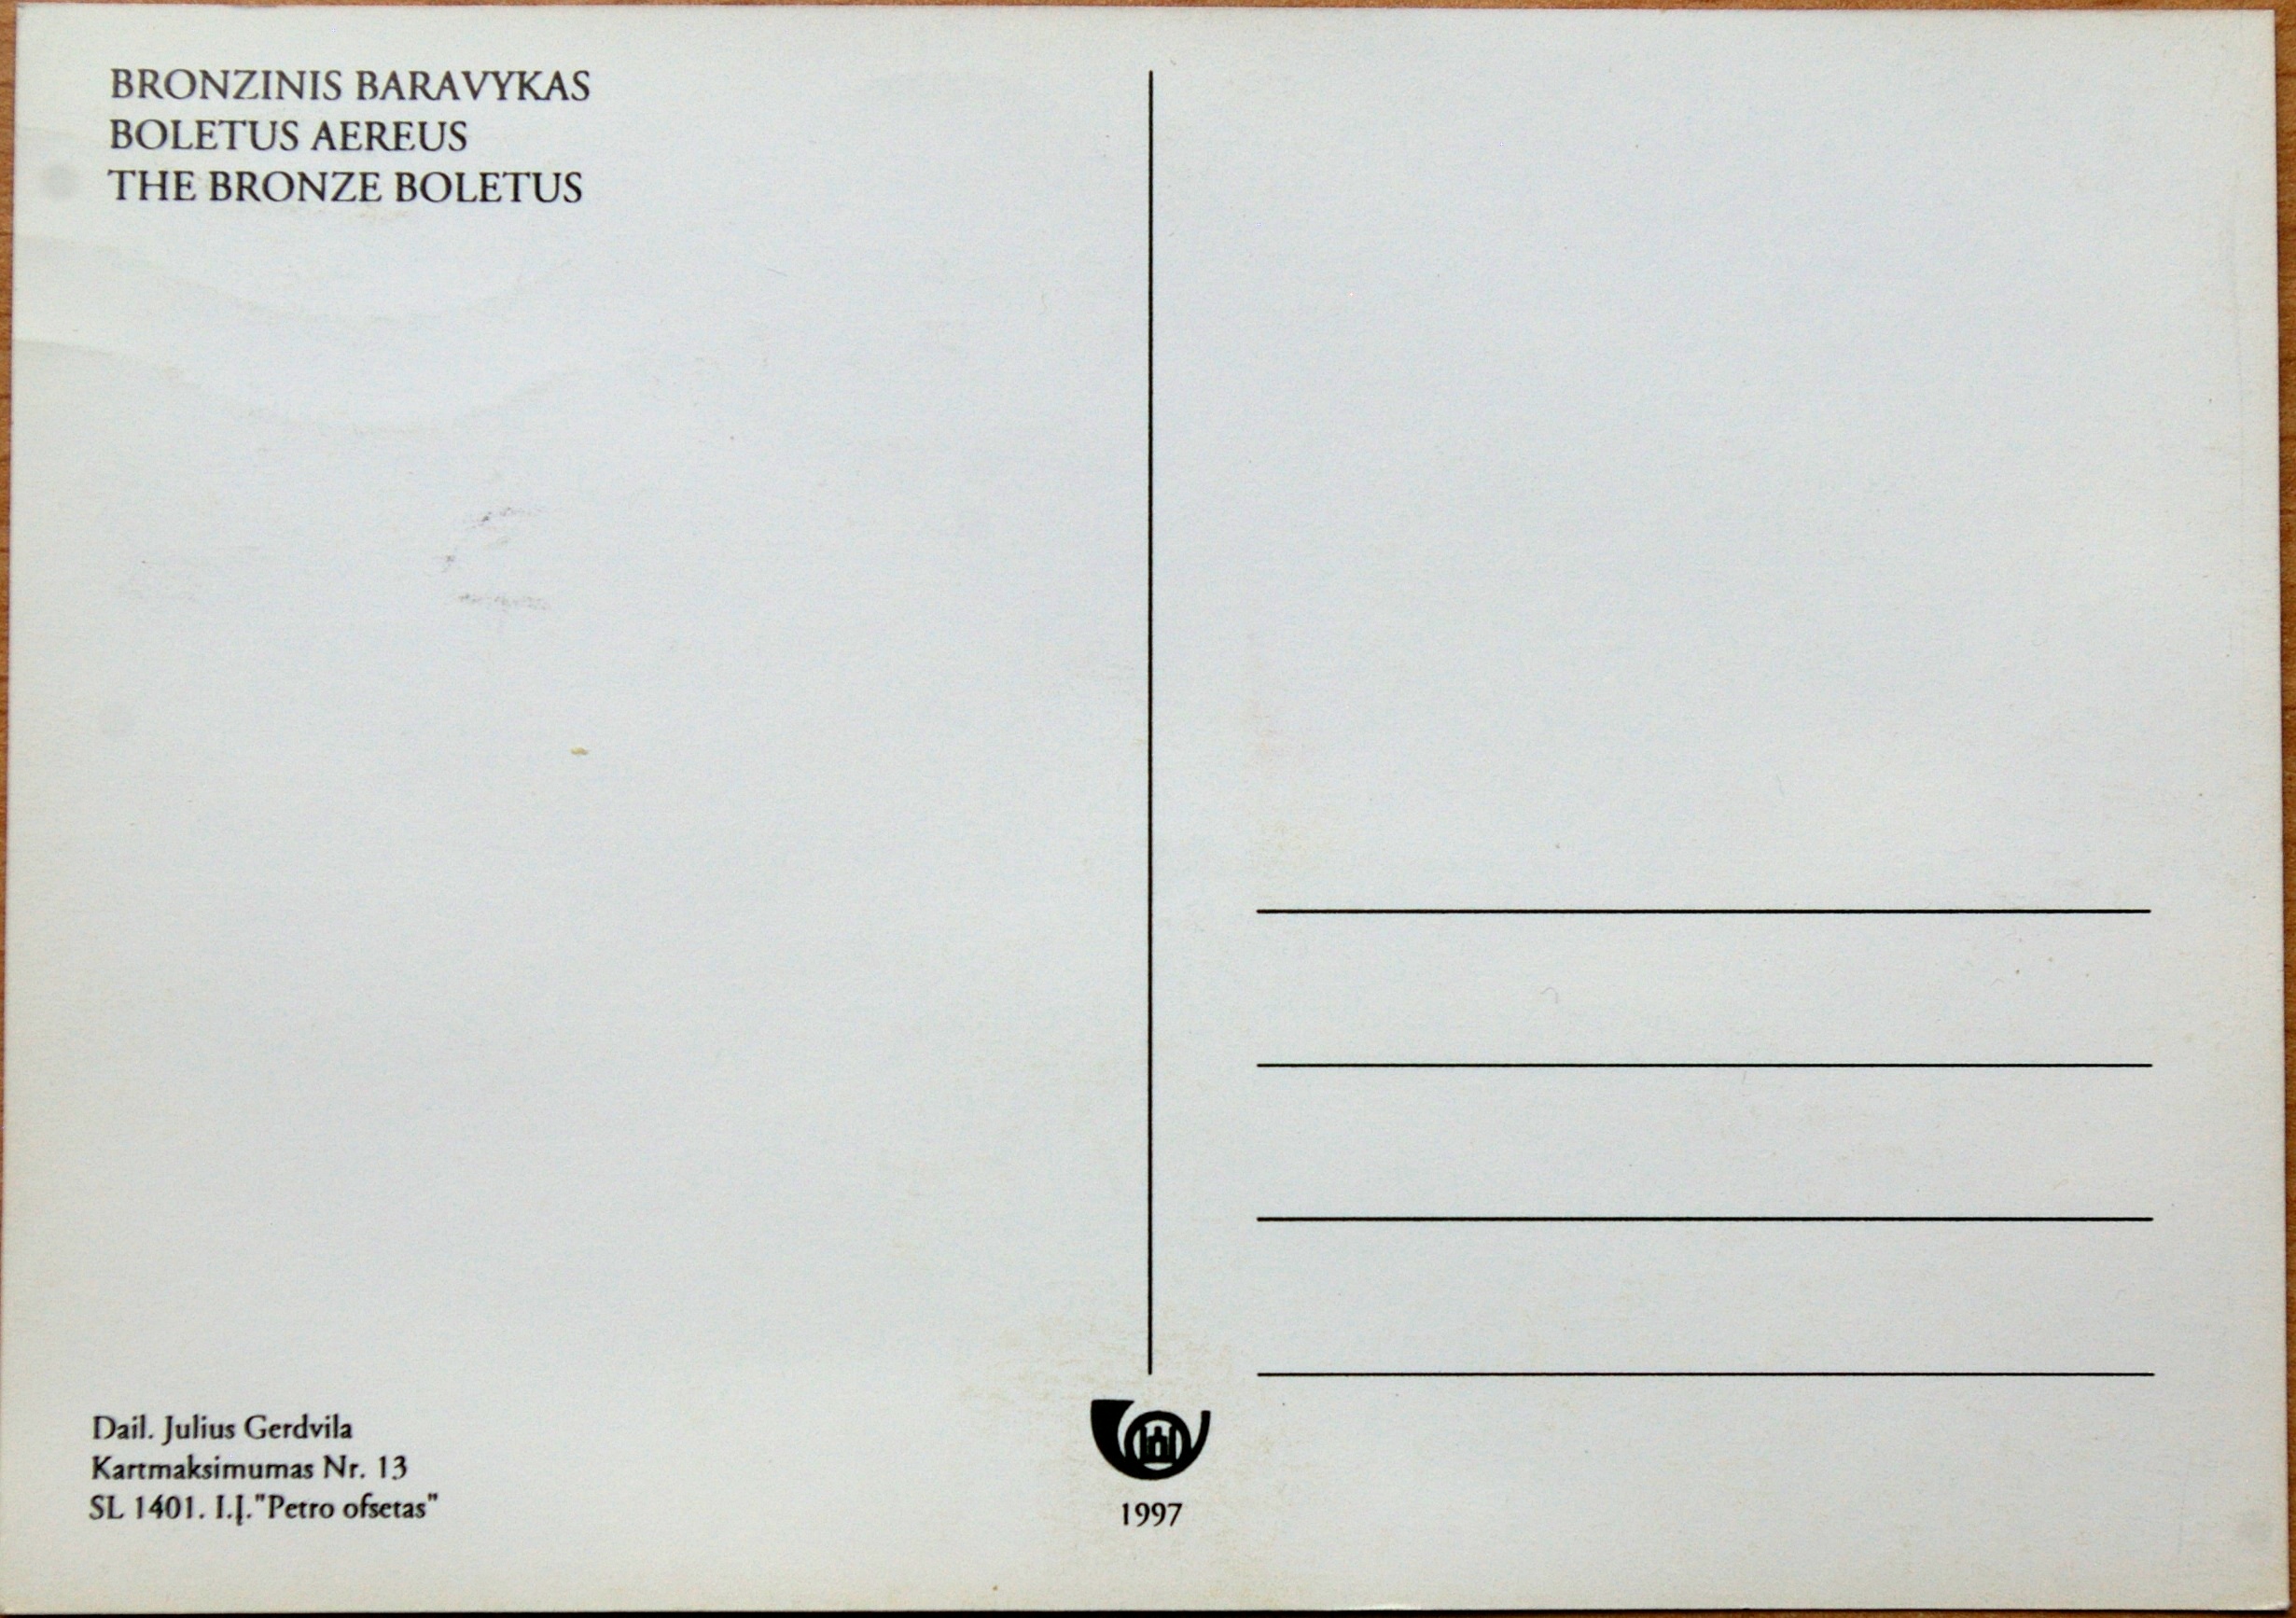 BRONZINIS BARAVYKAS
BOLETUS AEREUS
THE BRONZE BOLETUS
Dail. Julius Gerdvila
Kartmaksimumas Nr. 13
SL 1401. I.Į."Petro ofsetas"
1997